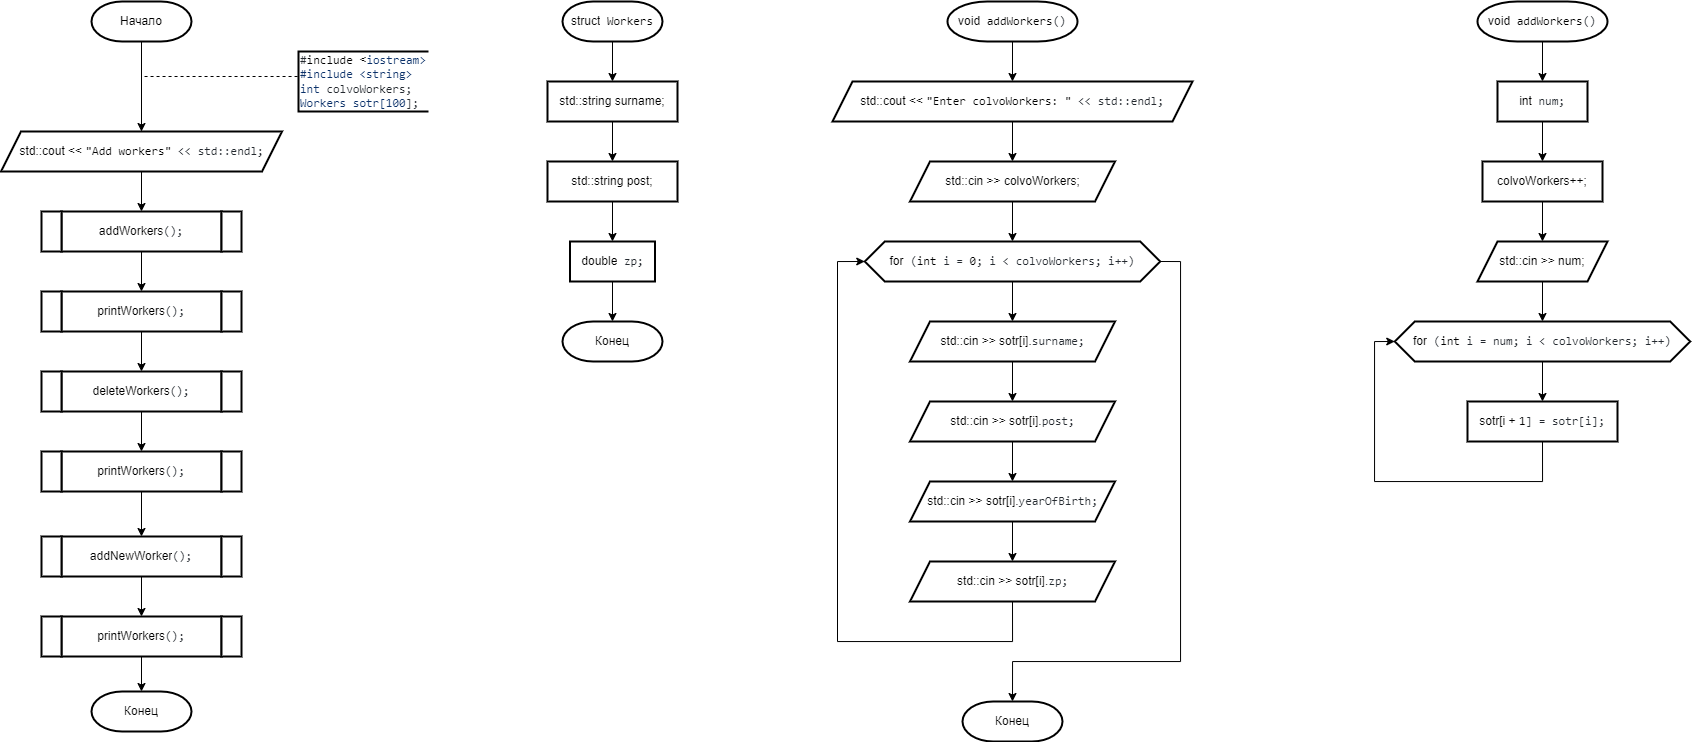 Начало
#include <iostream>
#include <string>
int colvoWorkers;
Workers sotr[100];
std::cout << "Add workers" << std::endl;
addWorkers();
printWorkers();
deleteWorkers();
printWorkers();
addNewWorker();
printWorkers();
Конец
struct Workers
std::string surname;
std::string post;
double zp;
Конец
void addWorkers()
std::cout << "Enter colvoWorkers: " << std::endl;
std::cin >> colvoWorkers;
for (int i = 0; i < colvoWorkers; i++)
std::cin >> sotr[i].surname;
std::cin >> sotr[i].post;
std::cin >> sotr[i].yearOfBirth;
std::cin >> sotr[i].zp;
Конец
void addWorkers()
int num;
colvoWorkers++;
std::cin >> num;
for (int i = num; i < colvoWorkers; i++)
sotr[i + 1] = sotr[i];